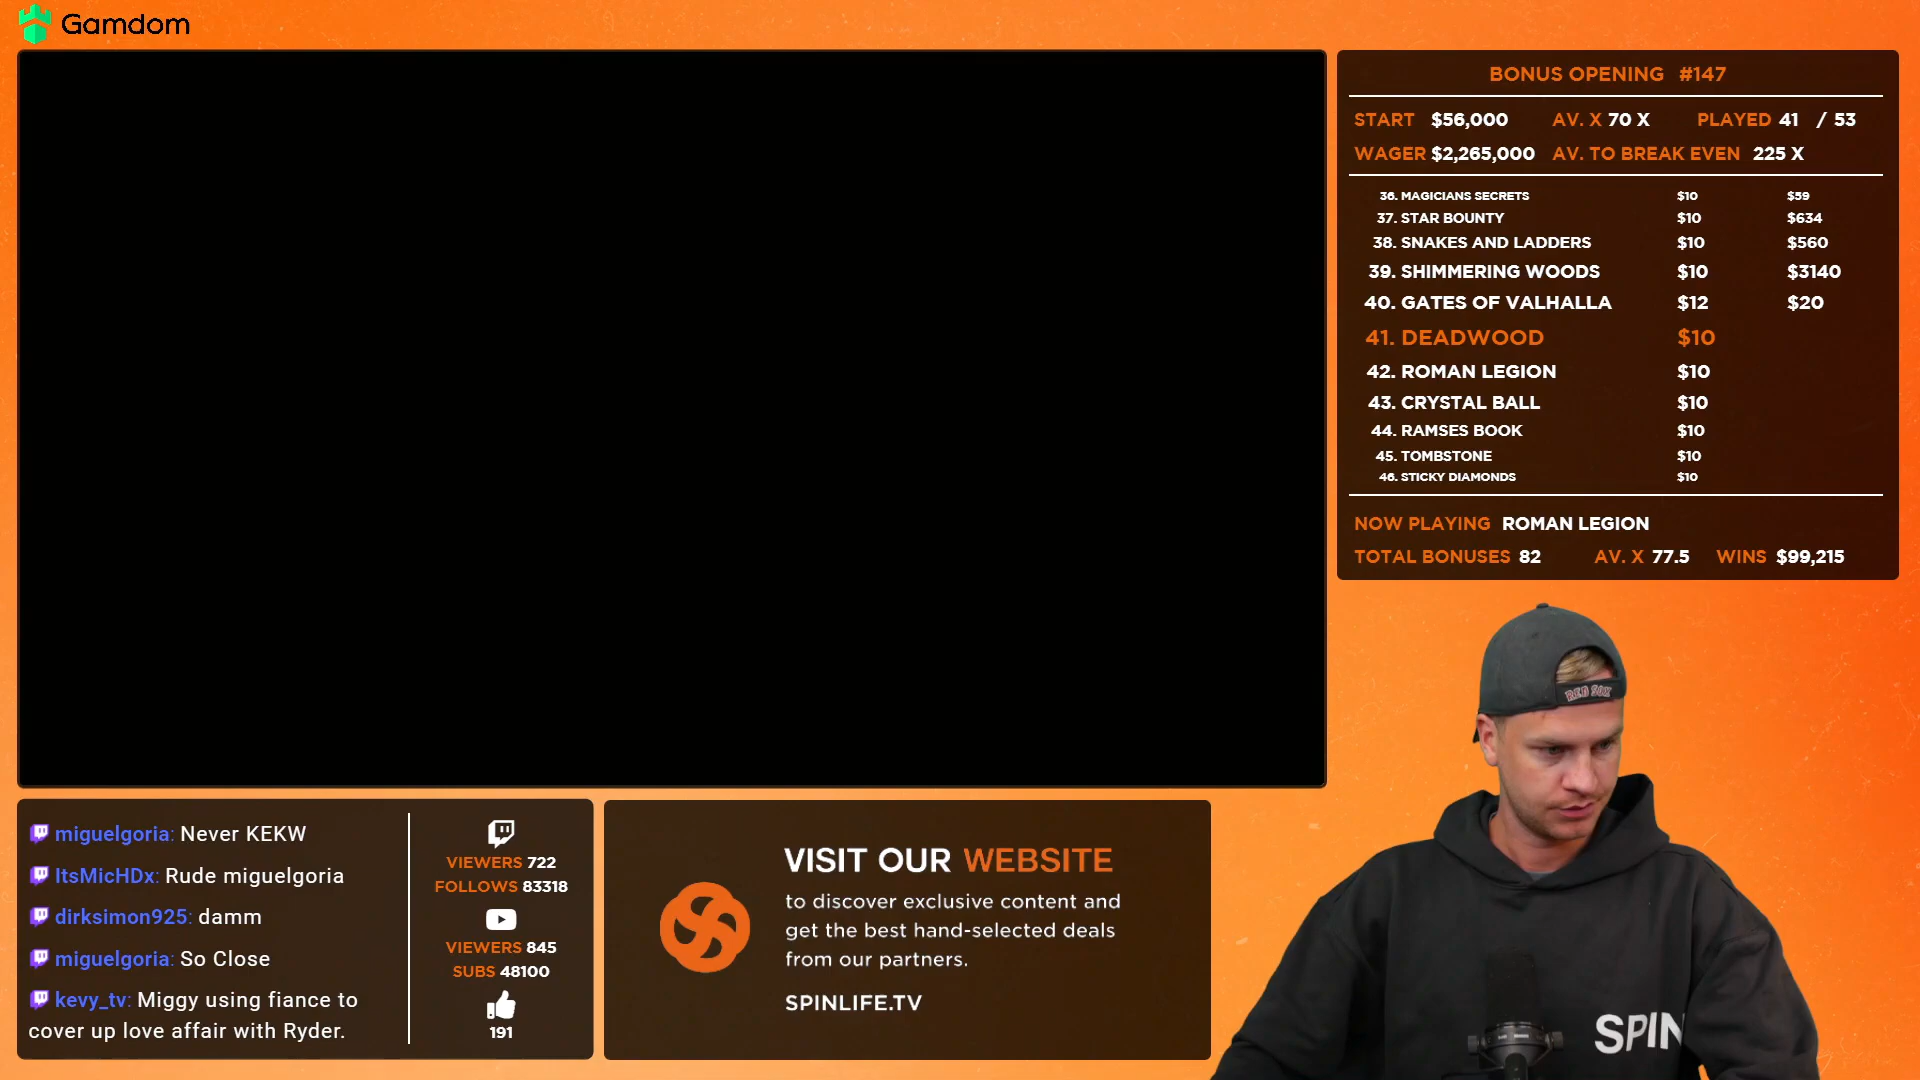 Gamdom
BONUS OPENING #147
START $56,000 AV. X 70 X PLAYED 41 / 53
WAGER $2,265,000 AV. TO BREAK EVEN 225 X
36. MAGICIANS SECRETS $10 $59
37. STAR BOUNTY $10 $634
38. SNAKES AND LADDERS $10 $560
39. SHIMMERING WOODS $10 $3140
40. GATES OF VALHALLA $12 $20
41. DEADWOOD $10
42. ROMAN LEGION $10
43. CRYSTAL BALL $10
44. RAMSES BOOK $10
45. TOMBSTONE $10
46. STICKY DIAMONDS $10
NOW PLAYING ROMAN LEGION
TOTAL BONUSES 82 AV. X 77.5 WINS $99,215
miguelgoria: Never KEKW
ItsMicHDx: Rude miguelgoria
dirksimon925: damm
miguelgoria: So Close
kevy_tv: Miggy using fiance to
cover up love affair with Ryder.
VIEWERS 722
FOLLOWS 83318
VIEWERS 845
SUBS 48100
191
VISIT OUR WEBSITE
to discover exclusive content and
get the best hand-selected deals
from our partners.
SPINLIFE.TV
RED SOX
SPIN